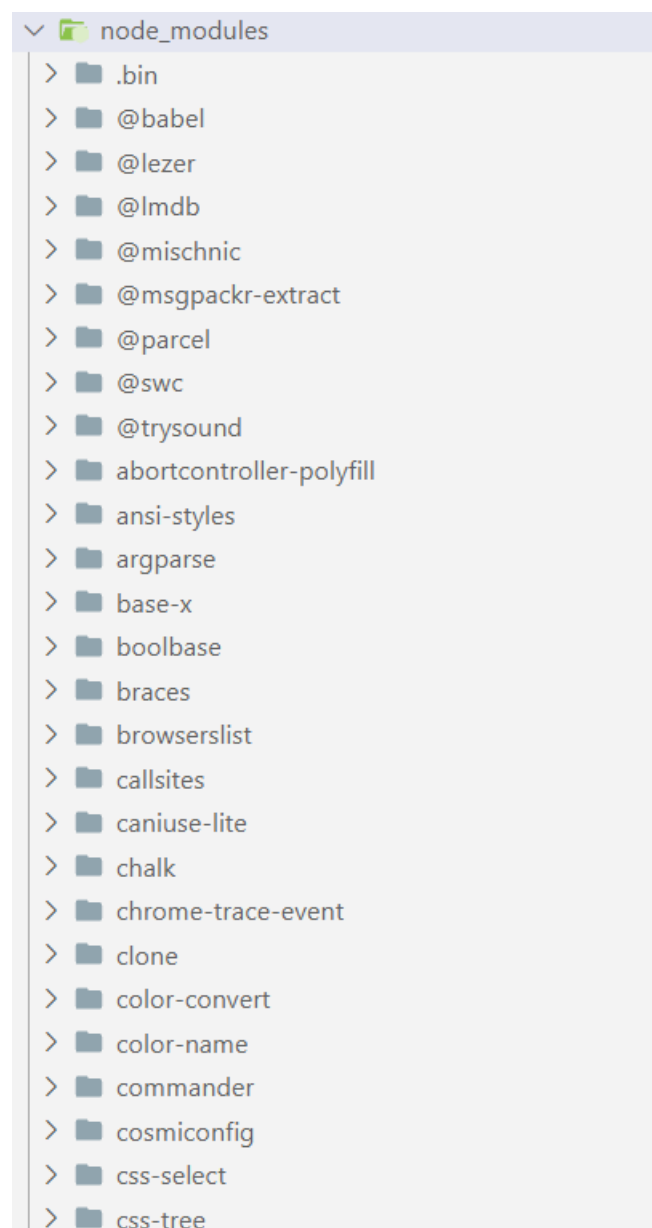 node_modules
.bin
@babel
@lezer
@lmdb
@mischnic
@msgpackr-extract
@parcel
@swc
@trysound
abortcontroller-polyfill
ansi-styles
argparse
base-x
boolbase
braces
browserslist
callsites
caniuse-lite
chalk
chrome-trace-event
clone
color-convert
color-name
commander
cosmiconfig
css-select
css-tree